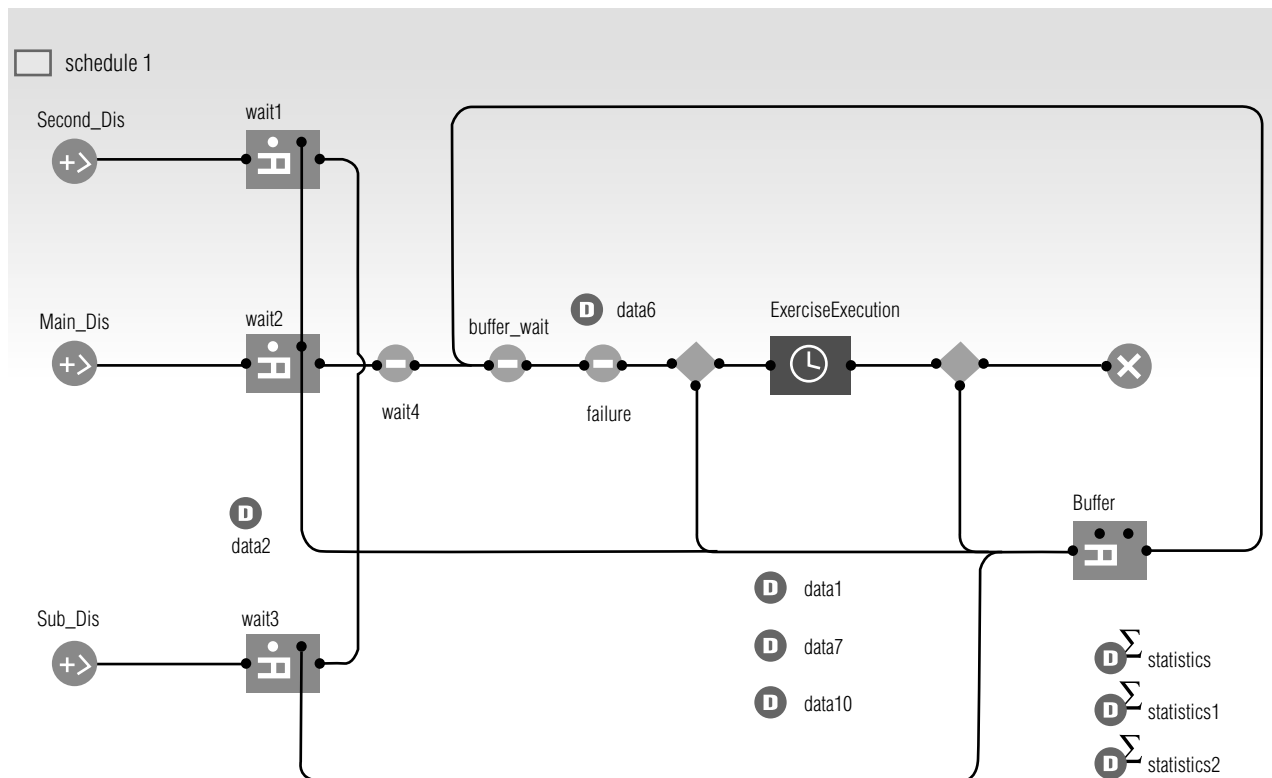 schedule 1
Second_Dis
wait1
Main_Dis
wait2
wait4
buffer_wait
D data6
failure
ExerciseExecution
D
data2
Buffer
Sub_Dis
wait3
D data1
D data7
D data10
D Σ statistics
D Σ statistics1
D Σ statistics2